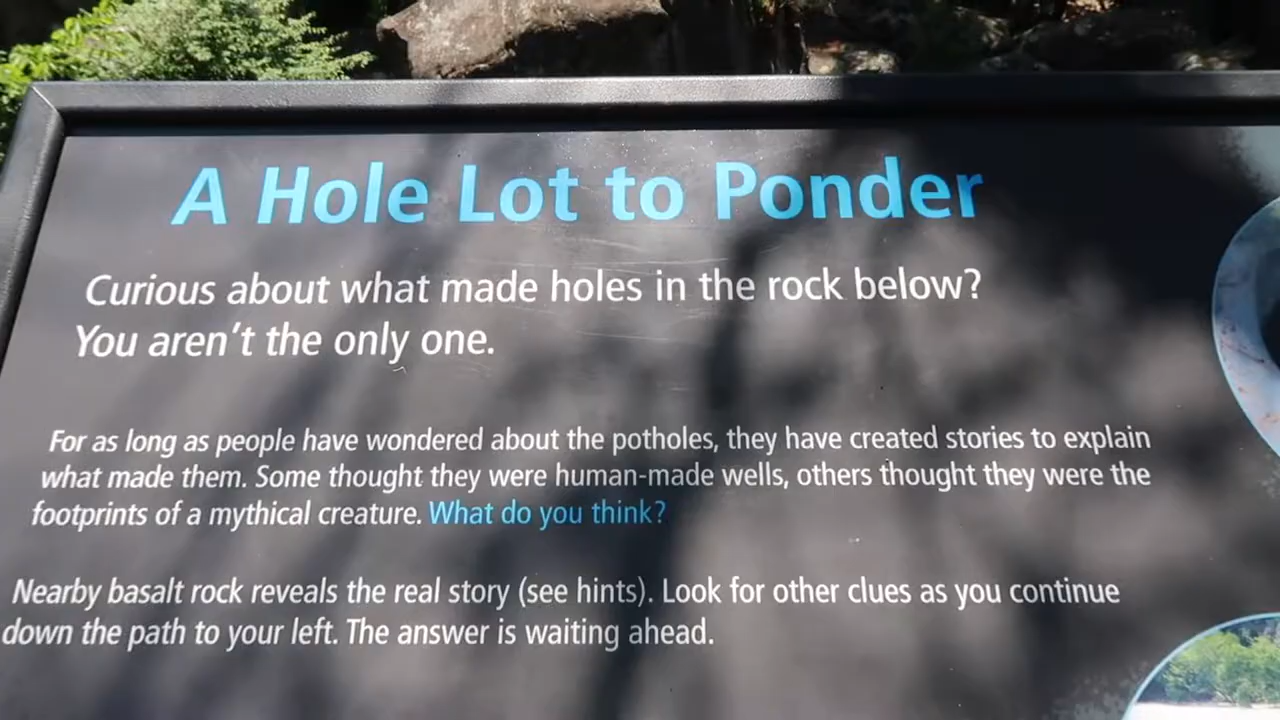 A Hole Lot to Ponder
Curious about what made holes in the rock below?
You aren't the only one.
For as long as people have wondered about the potholes, they have created stories to explain
what made them. Some thought they were human-made wells, others thought they were the
footprints of a mythical creature. What do you think?
Nearby basalt rock reveals the real story (see hints). Look for other clues as you continue
down the path to your left. The answer is waiting ahead.